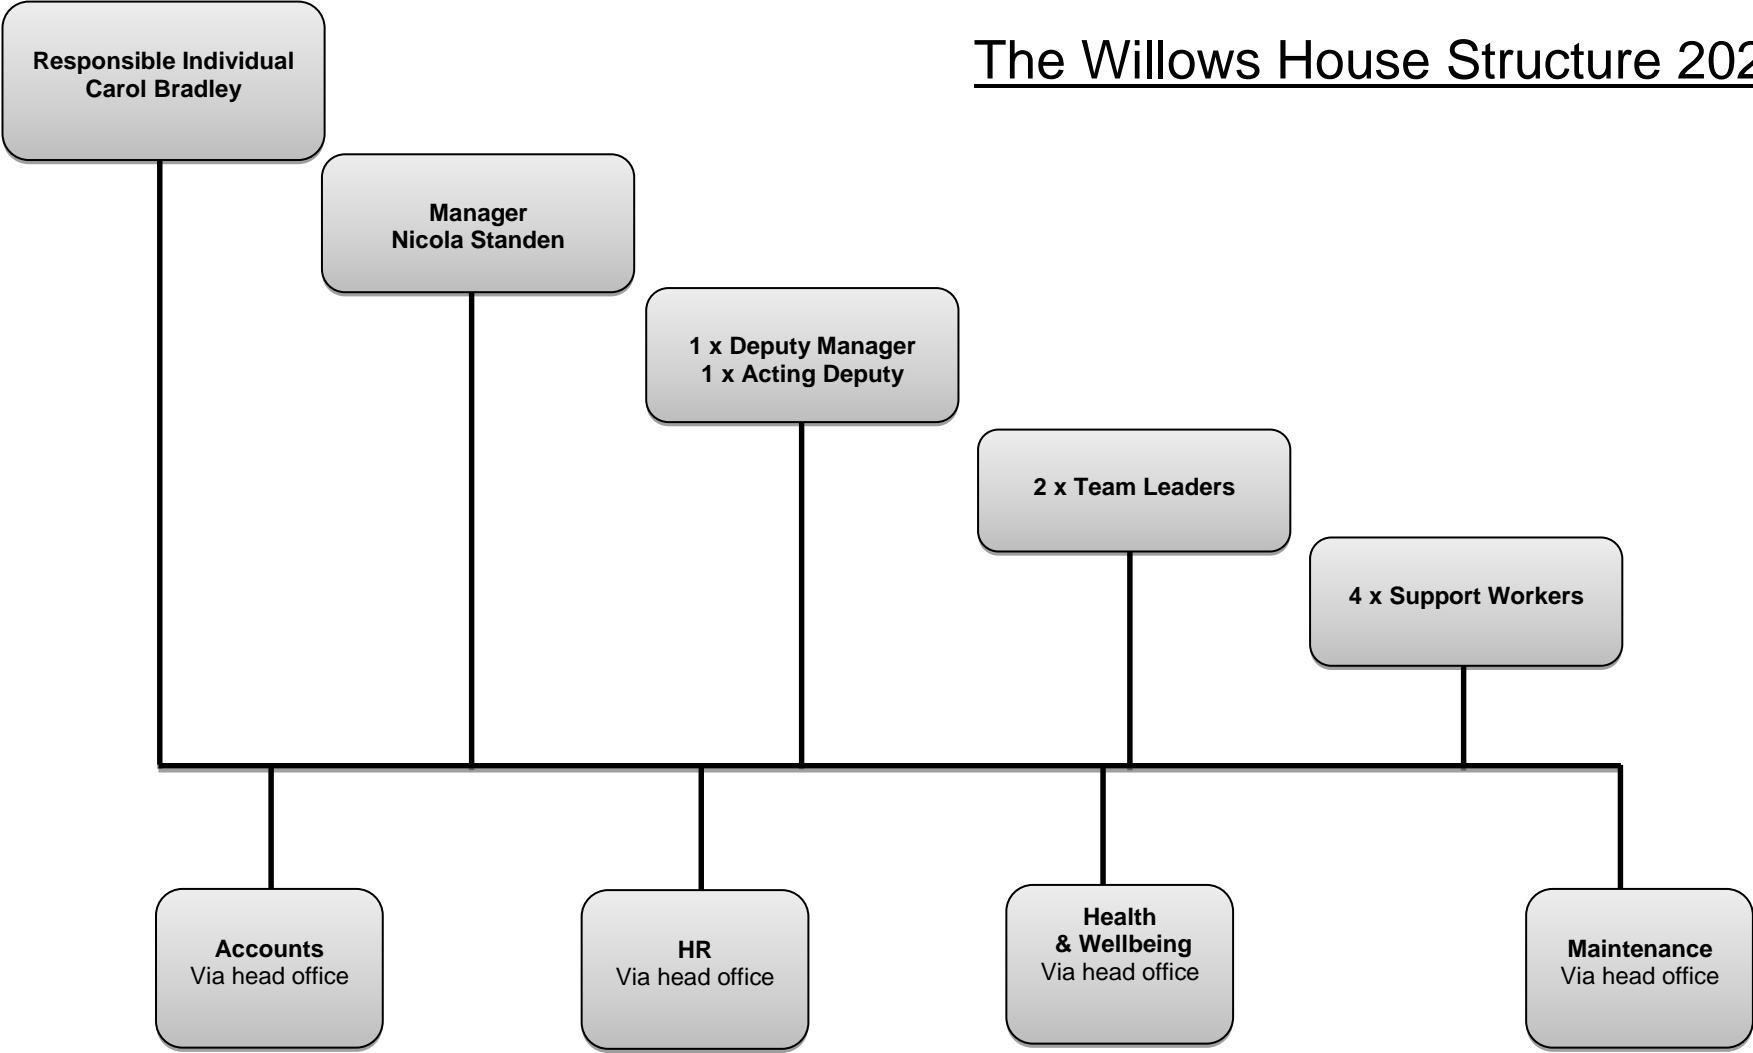 The Willows House Structure 202
Responsible Individual
Carol Bradley
Manager
Nicola Standen
1 x Deputy Manager
1 x Acting Deputy
2 x Team Leaders
4 x Support Workers
Accounts
Via head office
HR
Via head office
Health
& Wellbeing
Via head office
Maintenance
Via head office